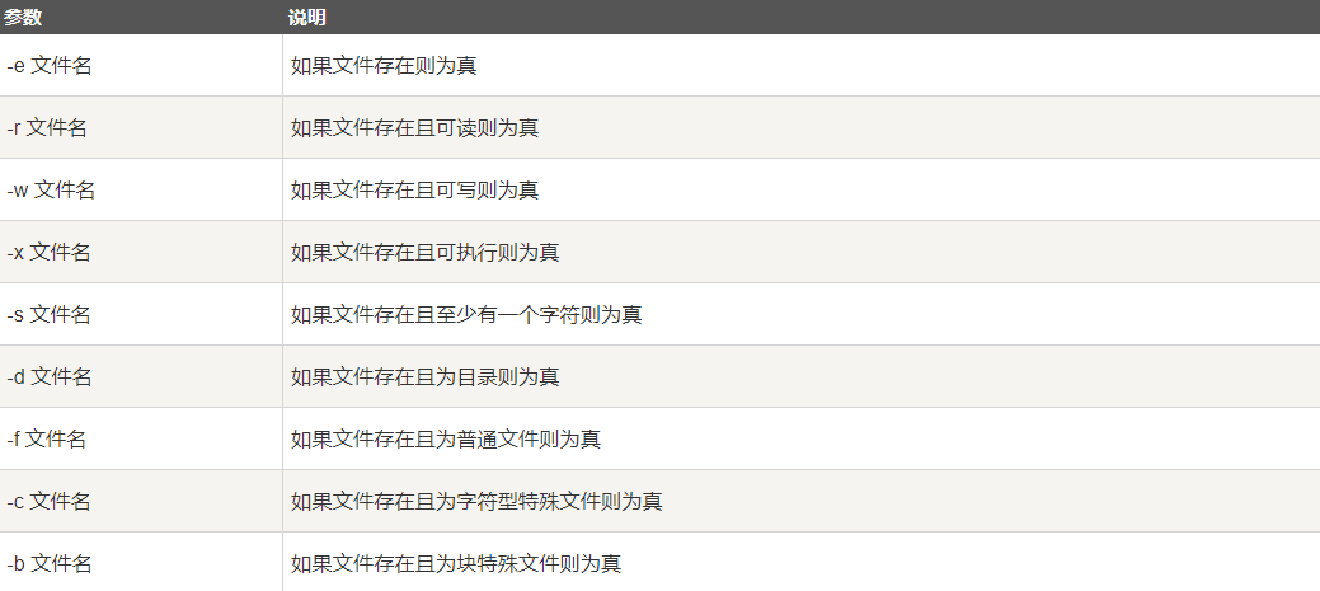 参数 说明
-e 文件名 如果文件存在则为真
-r 文件名 如果文件存在且可读则为真
-w 文件名 如果文件存在且可写则为真
-x 文件名 如果文件存在且可执行则为真
-s 文件名 如果文件存在且至少有一个字符则为真
-d 文件名 如果文件存在且为目录则为真
-f 文件名 如果文件存在且为普通文件则为真
-c 文件名 如果文件存在且为字符型特殊文件则为真
-b 文件名 如果文件存在且为块特殊文件则为真